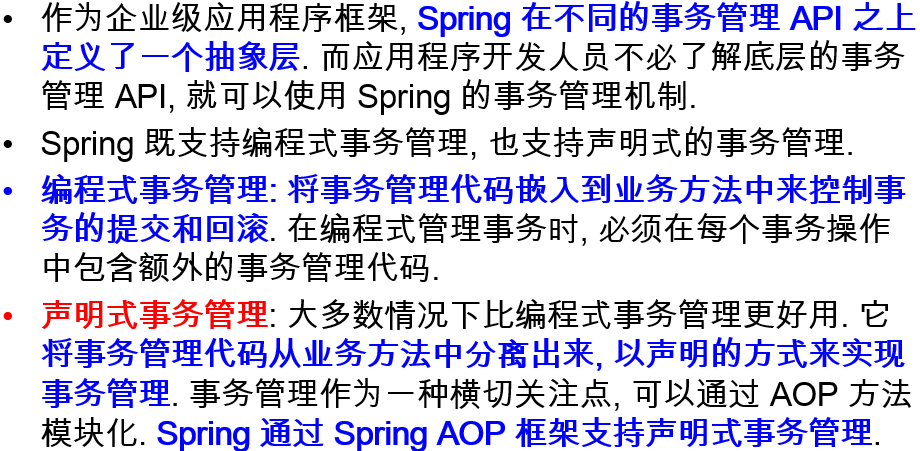 • 作为企业级应用程序框架, Spring 在不同的事务管理 API 之上
定义了一个抽象层. 而应用程序开发人员不必了解底层的事务
管理 API, 就可以使用 Spring 的事务管理机制.
• Spring 既支持编程式事务管理, 也支持声明式的事务管理.
• 编程式事务管理: 将事务管理代码嵌入到业务方法中来控制事
务的提交和回滚. 在编程式管理事务时, 必须在每个事务操作
中包含额外的事务管理代码.
• 声明式事务管理: 大多数情况下比编程式事务管理更好用. 它
将事务管理代码从业务方法中分离出来, 以声明的方式来实现
事务管理. 事务管理作为一种横切关注点, 可以通过 AOP 方法
模块化. Spring 通过 Spring AOP 框架支持声明式事务管理.